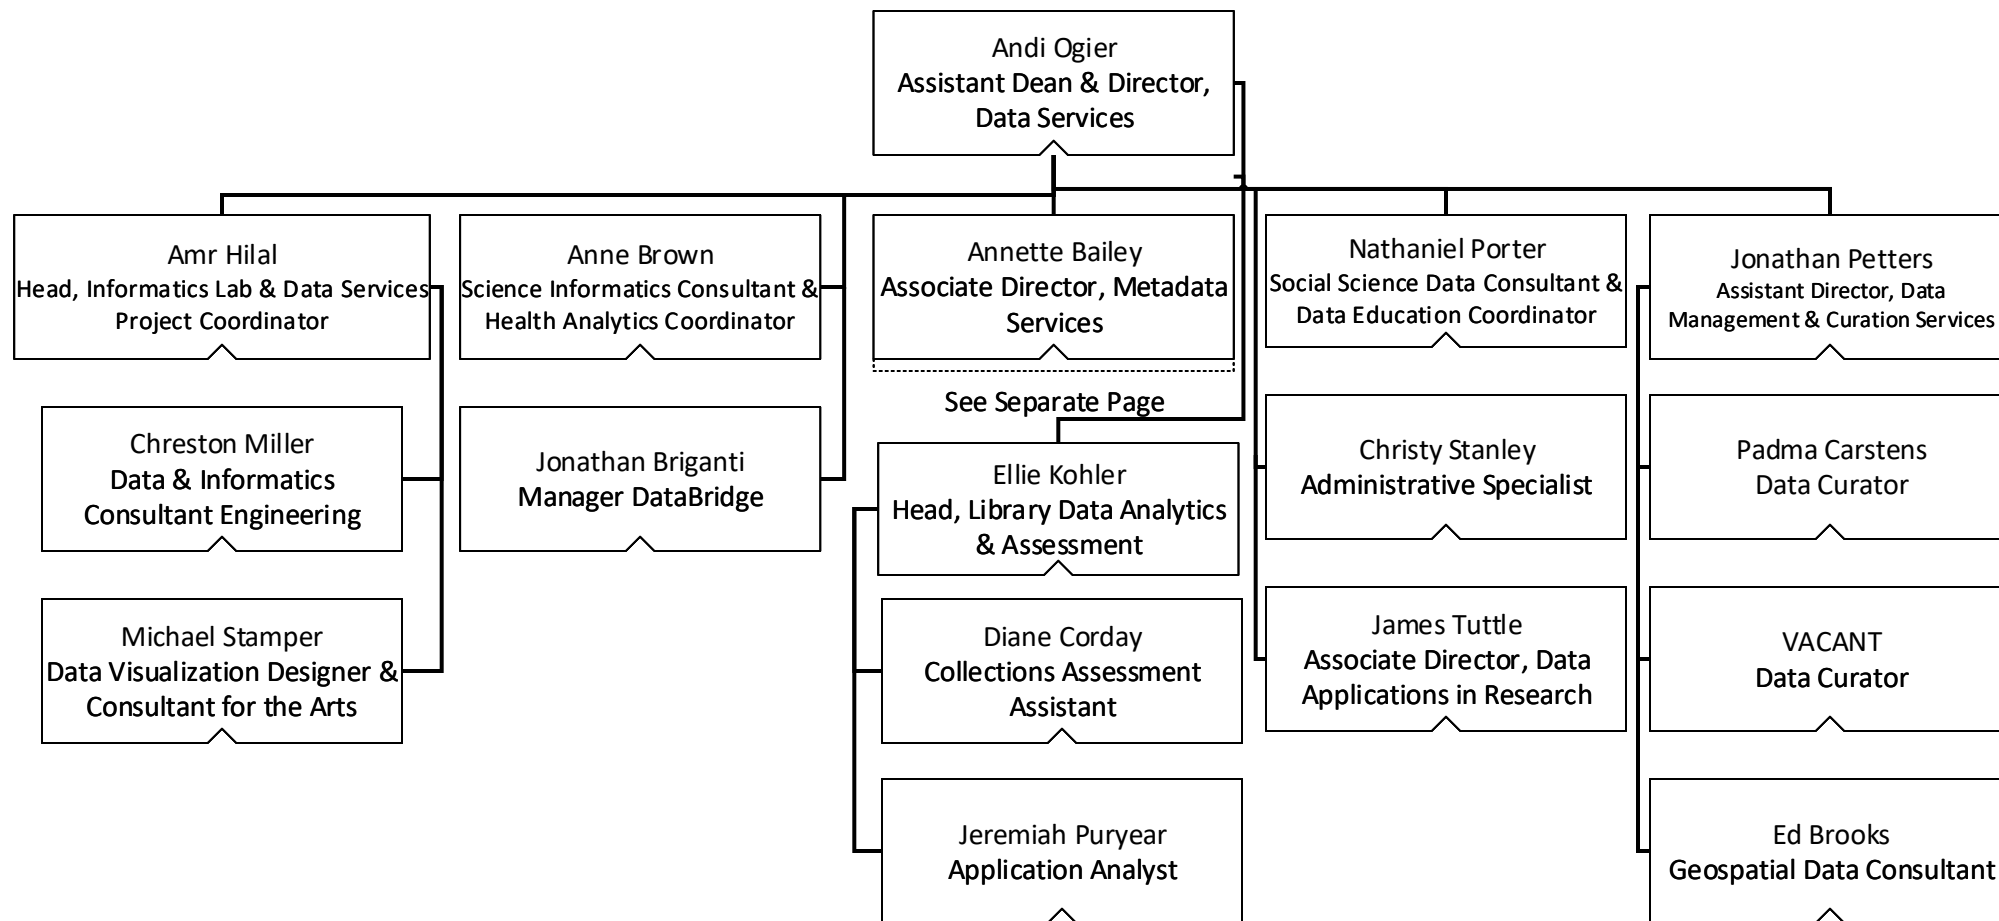 Andi Ogier
Assistant Dean & Director,
Data Services
Amr Hilal
Head, Informatics Lab & Data Services
Project Coordinator
Anne Brown
Science Informatics Consultant &
Health Analytics Coordinator
Annette Bailey
Associate Director, Metadata
Services
See Separate Page
Nathaniel Porter
Social Science Data Consultant &
Data Education Coordinator
Jonathan Petters
Assistant Director, Data
Management & Curation Services
Chreston Miller
Data & Informatics
Consultant Engineering
Jonathan Briganti
Manager DataBridge
Ellie Kohler
Head, Library Data Analytics
& Assessment
Christy Stanley
Administrative Specialist
Padma Carstens
Data Curator
Michael Stamper
Data Visualization Designer &
Consultant for the Arts
Diane Corday
Collections Assessment
Assistant
James Tuttle
Associate Director, Data
Applications in Research
VACANT
Data Curator
Jeremiah Puryear
Application Analyst
Ed Brooks
Geospatial Data Consultant